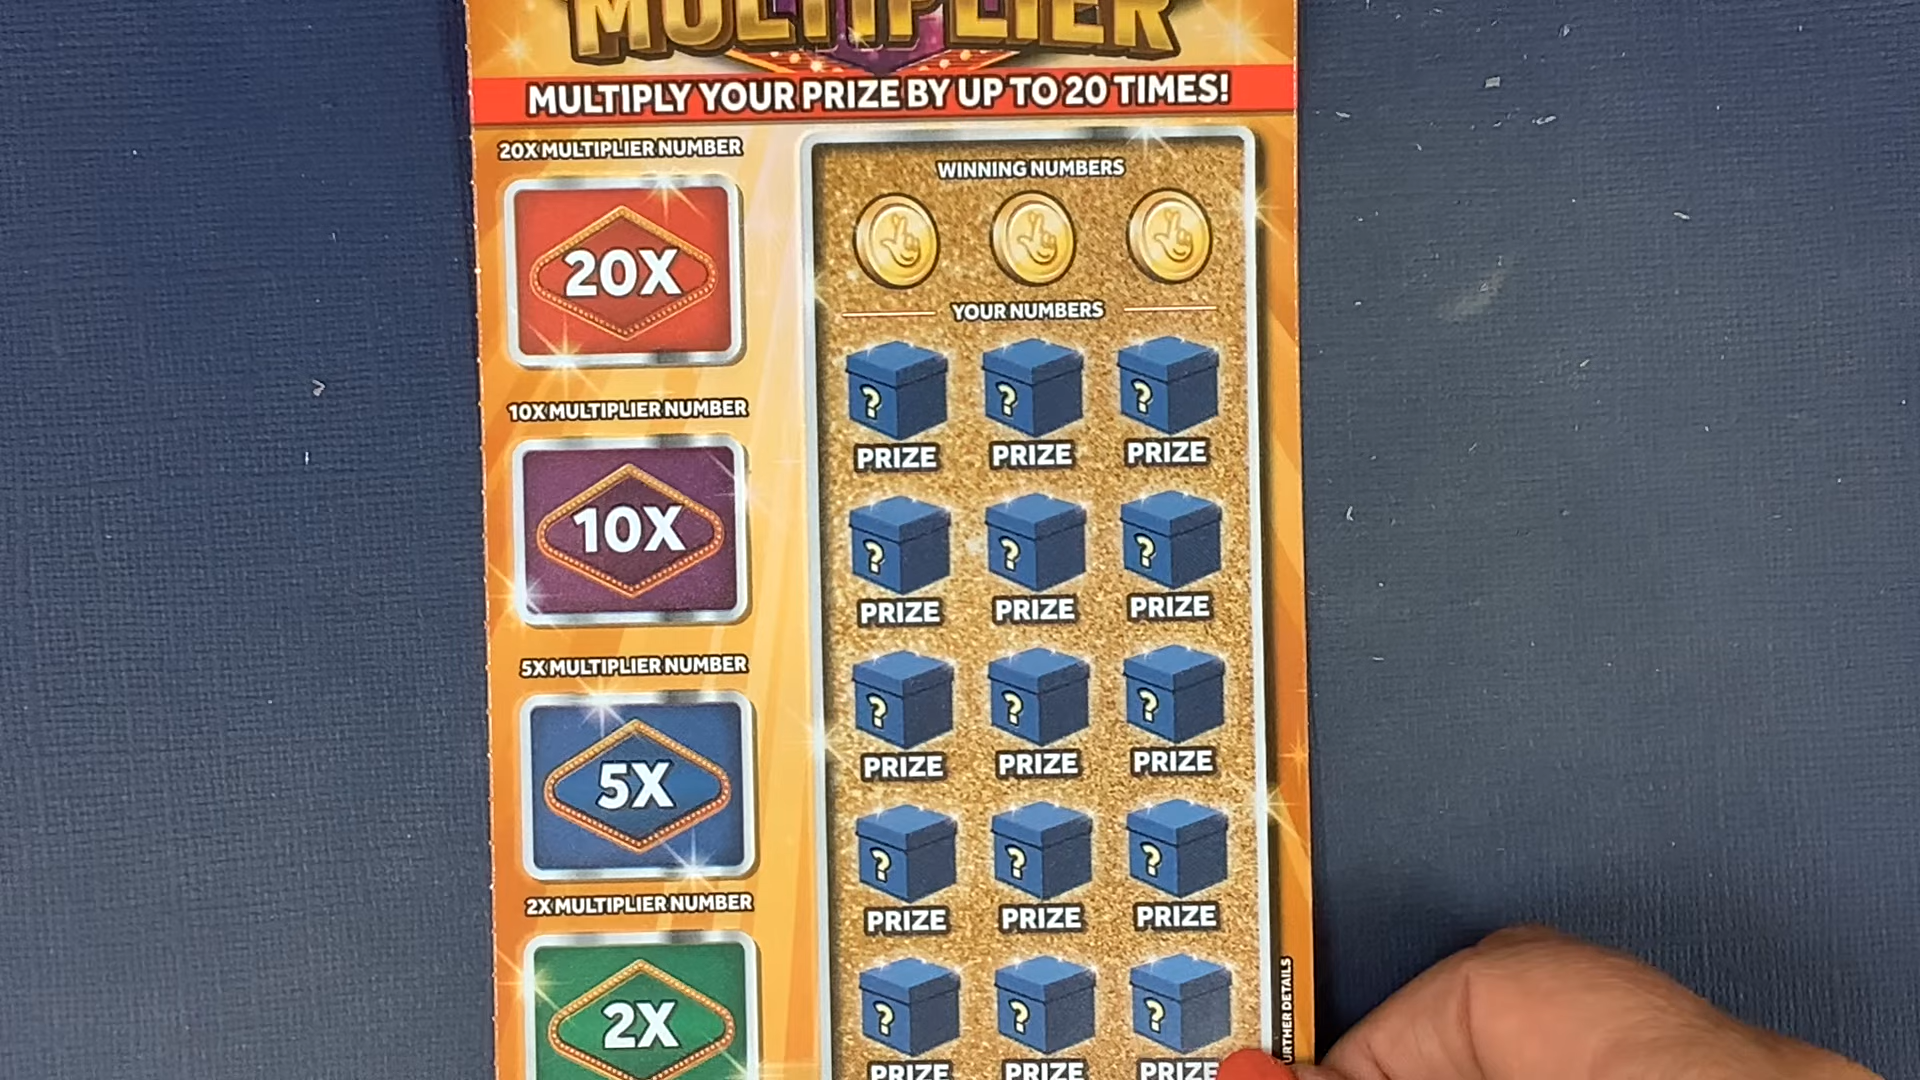 MULTIPLIER
MULTIPLY YOUR PRIZE BY UP TO 20 TIMES!
20X MULTIPLIER NUMBER
20X
10X MULTIPLIER NUMBER
10X
5X MULTIPLIER NUMBER
5X
2X MULTIPLIER NUMBER
2X
WINNING NUMBERS
YOUR NUMBERS
? ? ?
PRIZE PRIZE PRIZE
? ? ?
PRIZE PRIZE PRIZE
? ? ?
PRIZE PRIZE PRIZE
? ? ?
PRIZE PRIZE PRIZE
? ? ?
PRIZE PRIZE PRIZE
DETAILS